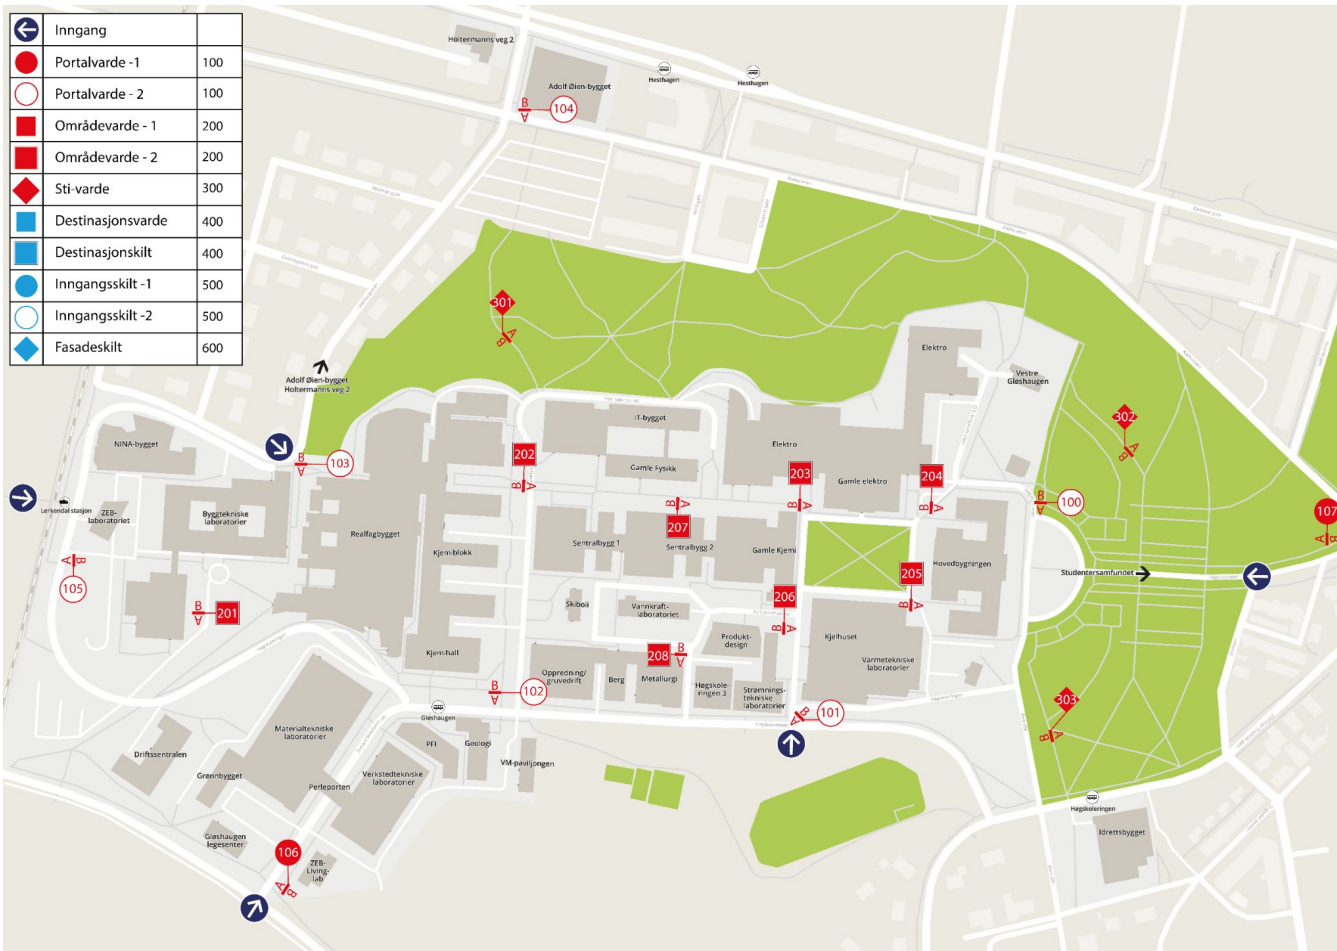 Inngang
Portalvarde -1 100
Portalvarde - 2 100
Områdevarde - 1 200
Områdevarde - 2 200
Sti-varde 300
Destinasjonsvarde 400
Destinasjonskilt 400
Inngangsskilt -1 500
Inngangsskilt -2 500
Fasadeskilt 600
Holtermanns veg 2
Adolf Øien-bygget
Hesthagen
Hesthagen
B
A
104
301
A
B
Adolf Øien-bygget
Holtermanns veg 2
Elektro
Vestre
Gløshaugen
302
A
B
NINA-bygget
B
A
103
202
B
A
IT-bygget
Gamle Fysikk
Elektro
203
B
A
Gamle elektro
204
B
A
B
A
100
107
A
B
Lerkendal stasjon
ZEB-
laboratoriet
Byggtekniske
laboratorier
Realfagbygget
Kjemiblokk
Sentralbygg 1
B
A
207
Sentralbygg 2
Gamle Kjemi
Hovedbygningen
Studentersamfundet
A
B
105
B
A
201
Skiboli
Vannkraft-
laboratoriet
206
B
A
205
B
A
Produkt-
design
Kjelhuset
Varmetekniske
laboratorier
Kjemihall
208
B
A
Oppredning/
gruvedrift
Berg
Metallurgi
Høgskole-
ringen 3
Strømnings-
tekniske
laboratorier
B
A
102
B
A
101
303
A
B
Gløshaugen
Materialtekniske
laboratorier
Driftssentralen
Grønnbygget
Perleporten
PFI
Geologi
Verkstedtekniske
laboratorier
VM-paviljongen
Gløshaugen
legesenter
106
A
B
ZEB-
Living-
lab
Høgskoleringen
Idrettsbygget